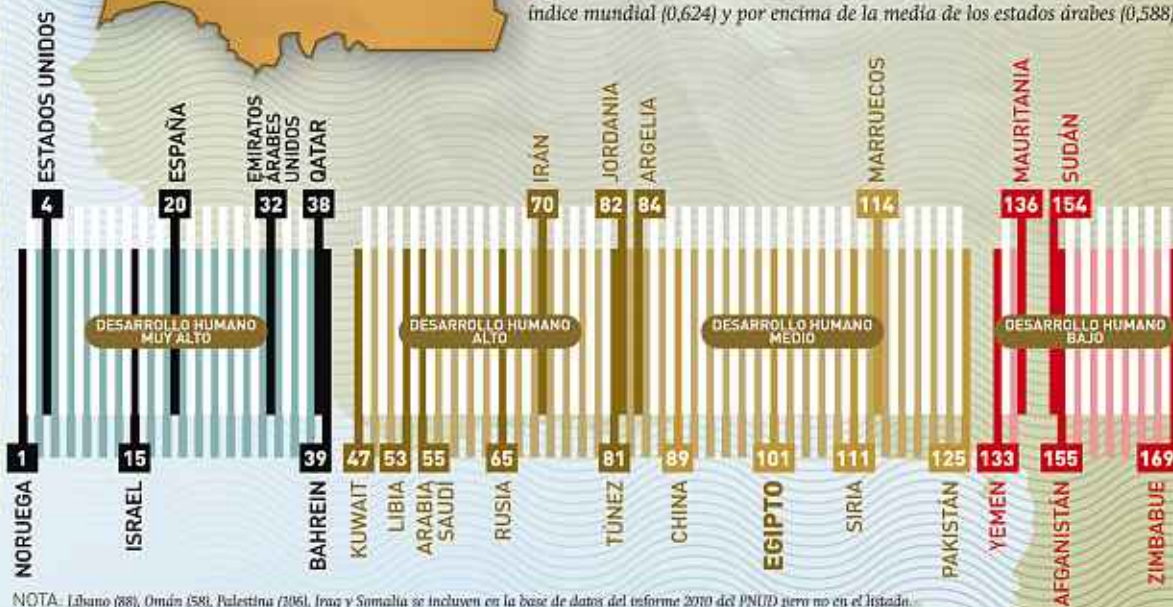 índice mundial (0,624) y por encima de la media de los estados árabes (0,588)
ESTADOS UNIDOS
ESPAÑA
EMIRATOS
ÁRABES
UNIDOS
QATAR
IRÁN
JORDANIA
ARGELIA
MARRUECOS
MAURITANIA
SUDÁN
4
20
32
38
70
82
84
114
136
154
DESARROLLO HUMANO
MUY ALTO
DESARROLLO HUMANO
ALTO
DESARROLLO HUMANO
MEDIO
DESARROLLO HUMANO
BAJO
1
15
39
47
53
55
65
81
89
101
111
125
133
155
169
NORUEGA
ISRAEL
BAHREIN
KUWAIT
LIBIA
ARABIA
SAUDÍ
RUSIA
TÚNEZ
CHINA
EGIPTO
SIRIA
PAKISTÁN
YEMEN
AFGANISTÁN
ZIMBABUE
NOTA: Líbano (88), Omán (58), Palestina (106), Iraq y Somalia se incluyen en la base de datos del informe 2010 del PNUD pero no en el listado.